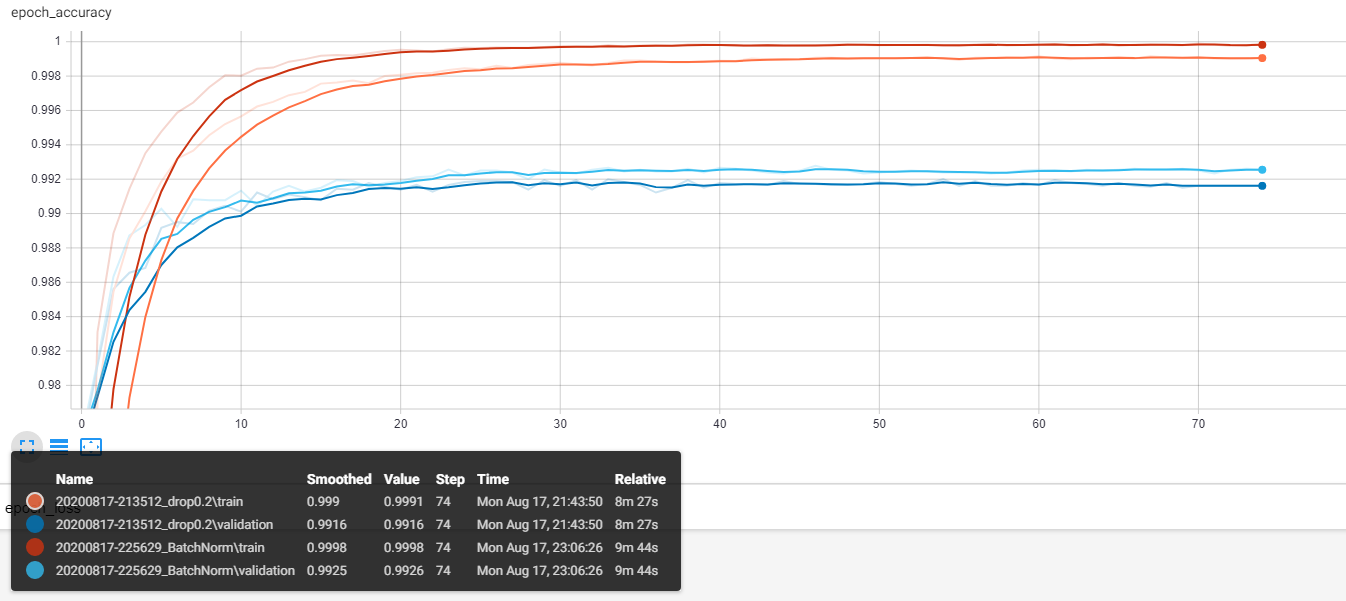 epoch_accuracy
1
0.998
0.996
0.994
0.992
0.99
0.988
0.986
0.984
0.982
0.98
0 10 20 30 40 50 60 70
Name Smoothed Value Step Time Relative
20200817-213512_drop0.2\train 0.999 0.9991 74 Mon Aug 17, 21:43:50 8m 27s
epoch_loss
20200817-213512_drop0.2\validation 0.9916 0.9916 74 Mon Aug 17, 21:43:50 8m 27s
20200817-225629_BatchNorm\train 0.9998 0.9998 74 Mon Aug 17, 23:06:26 9m 44s
20200817-225629_BatchNorm\validation 0.9925 0.9926 74 Mon Aug 17, 23:06:26 9m 44s